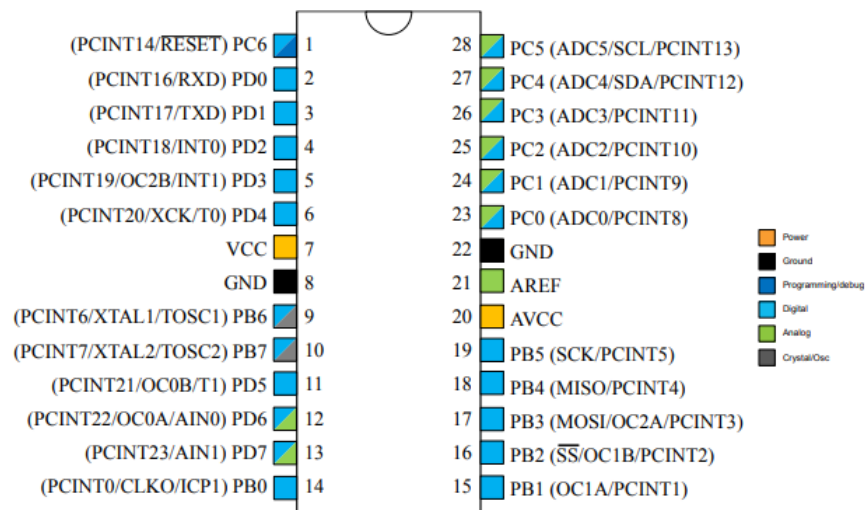 (PCINT14/RESET) PC6 1
(PCINT16/RXD) PD0 2
(PCINT17/TXD) PD1 3
(PCINT18/INT0) PD2 4
(PCINT19/OC2B/INT1) PD3 5
(PCINT20/XCK/T0) PD4 6
VCC 7
GND 8
(PCINT6/XTAL1/TOSC1) PB6 9
(PCINT7/XTAL2/TOSC2) PB7 10
(PCINT21/OC0B/T1) PD5 11
(PCINT22/OC0A/AIN0) PD6 12
(PCINT23/AIN1) PD7 13
(PCINT0/CLKO/ICP1) PB0 14
28 PC5 (ADC5/SCL/PCINT13)
27 PC4 (ADC4/SDA/PCINT12)
26 PC3 (ADC3/PCINT11)
25 PC2 (ADC2/PCINT10)
24 PC1 (ADC1/PCINT9)
23 PC0 (ADC0/PCINT8)
22 GND
21 AREF
20 AVCC
19 PB5 (SCK/PCINT5)
18 PB4 (MISO/PCINT4)
17 PB3 (MOSI/OC2A/PCINT3)
16 PB2 (SS/OC1B/PCINT2)
15 PB1 (OC1A/PCINT1)
Power
Ground
Programming/debug
Digital
Analog
Crystal/Osc